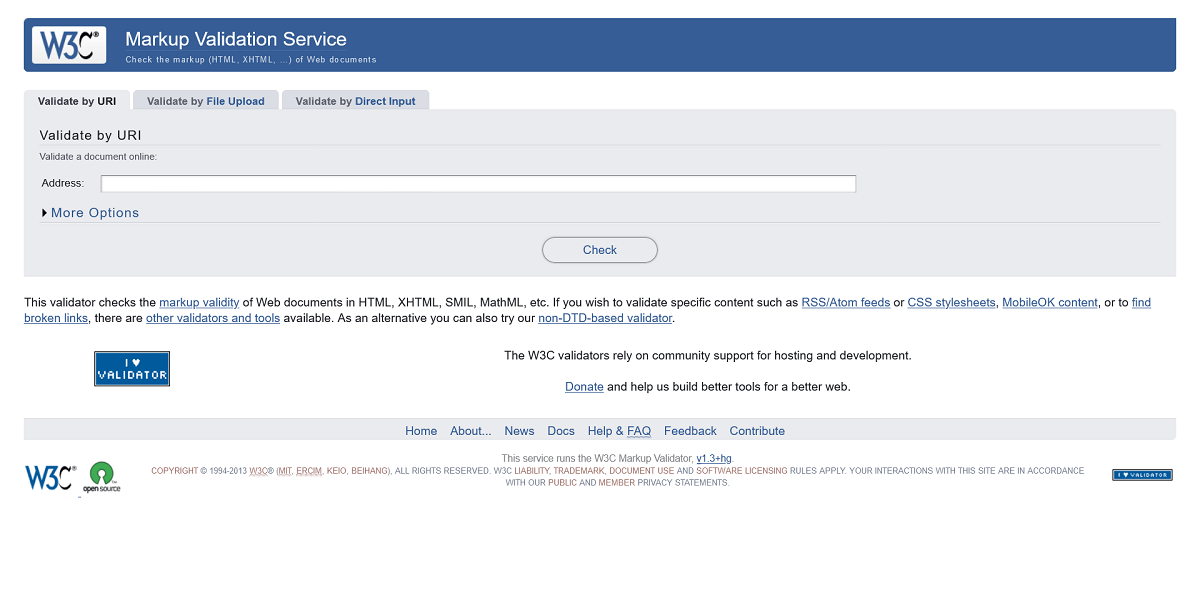 W3C®
Markup Validation Service
Check the markup (HTML, XHTML, …) of Web documents
Validate by URI
Validate by File Upload
Validate by Direct Input
Validate by URI
Validate a document online:
Address:
More Options
Check
This validator checks the markup validity of Web documents in HTML, XHTML, SMIL, MathML, etc. If you wish to validate specific content such as RSS/Atom feeds or CSS stylesheets, MobileOK content, or to find
broken links, there are other validators and tools available. As an alternative you can also try our non-DTD-based validator.
I ♥
VALIDATOR
The W3C validators rely on community support for hosting and development.
Donate and help us build better tools for a better web.
Home About... News Docs Help & FAQ Feedback Contribute
This service runs the W3C Markup Validator, v1.3+hg.
W3C®
open source
COPYRIGHT © 1994-2013 W3C® (MIT, ERCIM, KEIO, BEIHANG), ALL RIGHTS RESERVED. W3C LIABILITY, TRADEMARK, DOCUMENT USE AND SOFTWARE LICENSING RULES APPLY. YOUR INTERACTIONS WITH THIS SITE ARE IN ACCORDANCE
WITH OUR PUBLIC AND MEMBER PRIVACY STATEMENTS.
I ♥ VALIDATOR